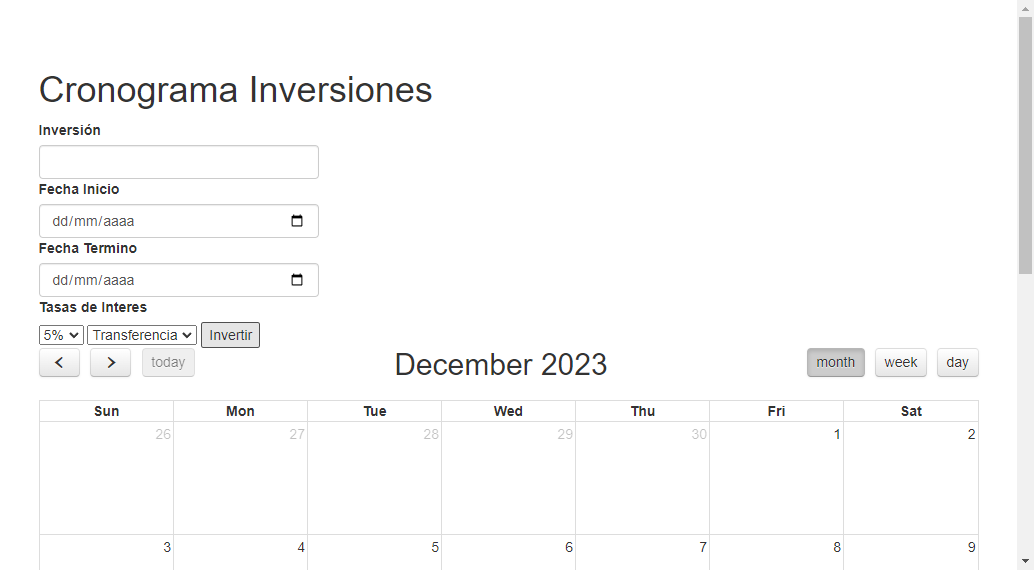 Cronograma Inversiones
Inversión
Fecha Inicio
dd/mm/aaaa
Fecha Termino
dd/mm/aaaa
Tasas de Interes
5% Transferencia Invertir
today December 2023 month week day
Sun Mon Tue Wed Thu Fri Sat
26 27 28 29 30 1 2
3 4 5 6 7 8 9